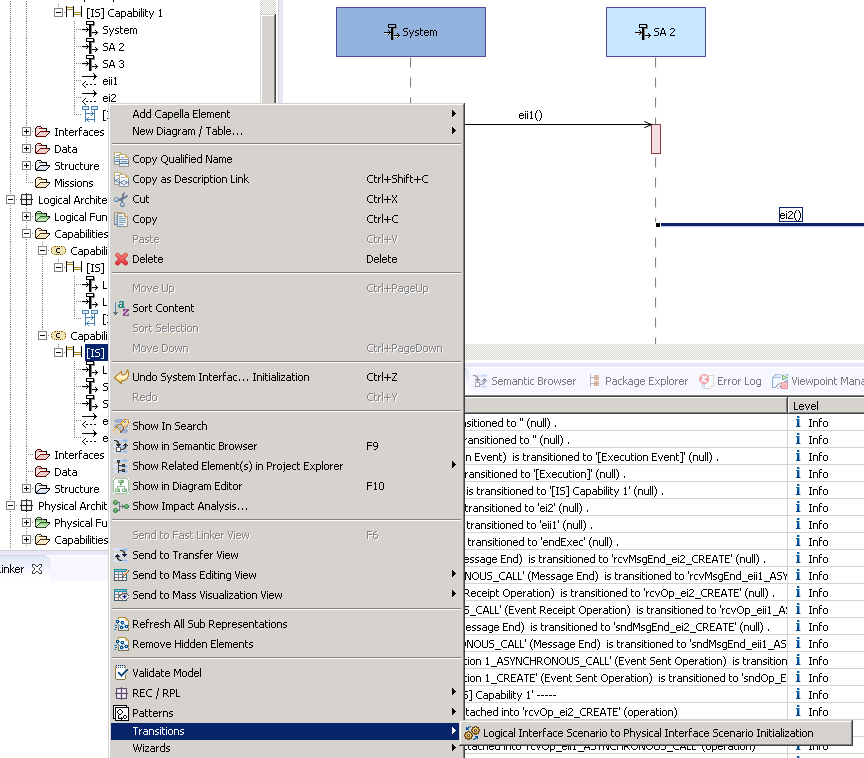 [IS] Capability 1
System
SA 2
SA 3
eii1
ei2
[
Interfaces
Data
Structure
Missions
Logical Archite
Logical Fun
Capabilities
Capabili
[IS]
L
L
[
Capabili
[IS]
L
S
S
e
e
Interfaces
Data
Structure
Physical Archit
Physical Fu
Capabilities
inker
System
SA 2
eii1()
ei2()
Add Capella Element
New Diagram / Table...
Copy Qualified Name
Copy as Description Link Ctrl+Shift+C
Cut Ctrl+X
Copy Ctrl+C
Paste Ctrl+V
Delete Delete
Move Up Ctrl+PageUp
Sort Content
Sort Selection
Move Down Ctrl+PageDown
Undo System Interfac... Initialization Ctrl+Z
Redo Ctrl+Y
Show In Search
Show in Semantic Browser F9
Show Related Element(s) in Project Explorer
Show in Diagram Editor F10
Show Impact Analysis...
Send to Fast Linker View F6
Send to Transfer View
Send to Mass Editing View
Send to Mass Visualization View
Refresh All Sub Representations
Remove Hidden Elements
Validate Model
REC / RPL
Patterns
Transitions
Wizards
Logical Interface Scenario to Physical Interface Scenario Initialization
Semantic Browser Package Explorer Error Log Viewpoint Mana
Level
nsitioned to '' (null) . Info
ransitioned to '' (null) . Info
n Event) is transitioned to '[Execution Event]' (null) . Info
ransitioned to '[Execution]' (null) . Info
is transitioned to '[IS] Capability 1' (null) . Info
transitioned to 'ei2' (null) . Info
transitioned to 'eii1' (null) . Info
transitioned to 'endExec' (null) . Info
essage End) is transitioned to 'rcvMsgEnd_ei2_CREATE' (null) . Info
ONOUS_CALL' (Message End) is transitioned to 'rcvMsgEnd_eii1_ASY Info
Receipt Operation) is transitioned to 'rcvOp_ei2_CREATE' (null) . Info
S_CALL' (Event Receipt Operation) is transitioned to 'rcvOp_eii1_A Info
essage End) is transitioned to 'sndMsgEnd_ei2_CREATE' (null) . Info
ONOUS_CALL' (Message End) is transitioned to 'sndMsgEnd_eii1_AS Info
tion 1_ASYNCHRONOUS_CALL' (Event Sent Operation) is transition Info
tion 1_CREATE' (Event Sent Operation) is transitioned to 'sndOp_E Info
S] Capability 1' ----- Info
ttached into 'rcvOp_ei2_CREATE' (operation) Info
ttached into 'rcvOp_eii1_ASYNCHRONOUS_CALL' (operation) Info